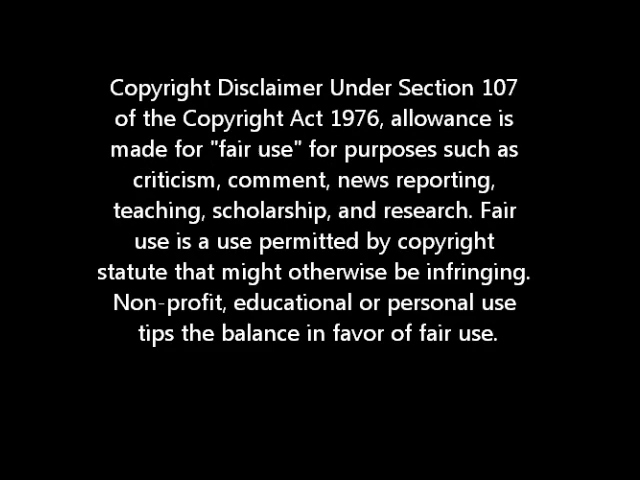 Copyright Disclaimer Under Section 107
of the Copyright Act 1976, allowance is
made for "fair use" for purposes such as
criticism, comment, news reporting,
teaching, scholarship, and research. Fair
use is a use permitted by copyright
statute that might otherwise be infringing.
Non-profit, educational or personal use
tips the balance in favor of fair use.